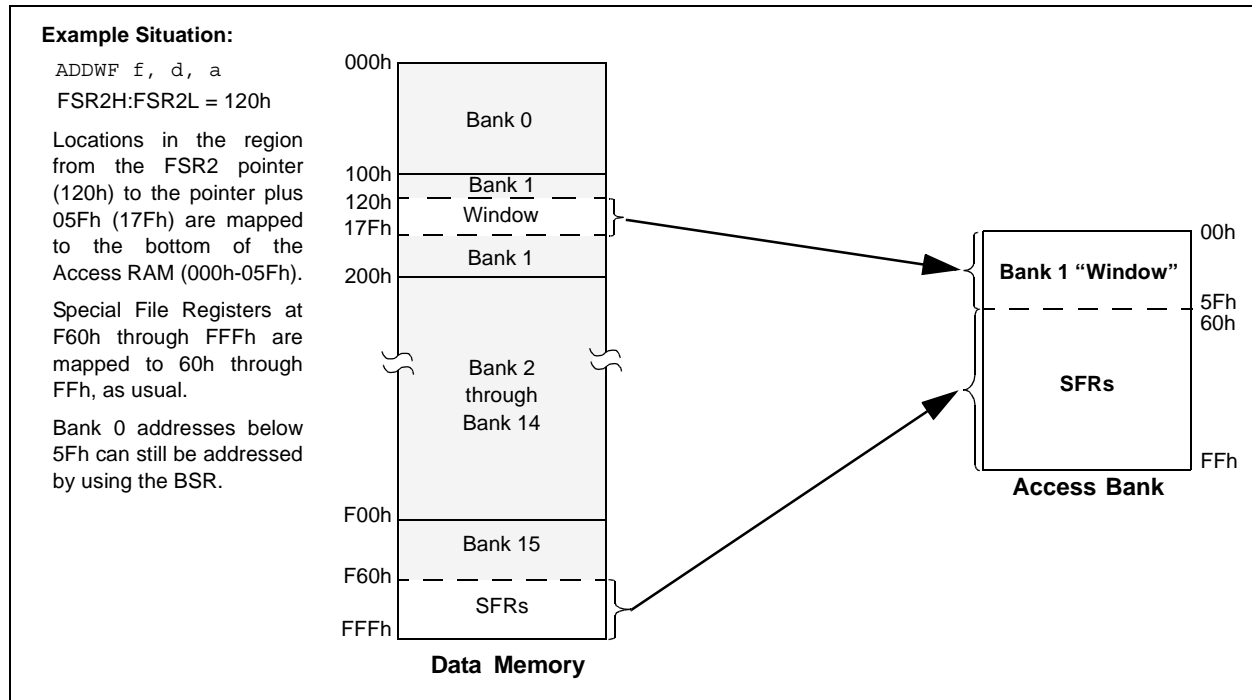 Example Situation:
ADDWF f, d, a
FSR2H:FSR2L = 120h
Locations in the region
from the FSR2 pointer
(120h) to the pointer plus
05Fh (17Fh) are mapped
to the bottom of the
Access RAM (000h-05Fh).
Special File Registers at
F60h through FFFh are
mapped to 60h through
FFh, as usual.
Bank 0 addresses below
5Fh can still be addressed
by using the BSR.
000h
Bank 0
100h
Bank 1
120h
Window
17Fh
Bank 1
200h
Bank 2
through
Bank 14
F00h
Bank 15
F60h
SFRs
FFFh
Data Memory
00h
Bank 1 “Window”
5Fh
60h
SFRs
FFh
Access Bank